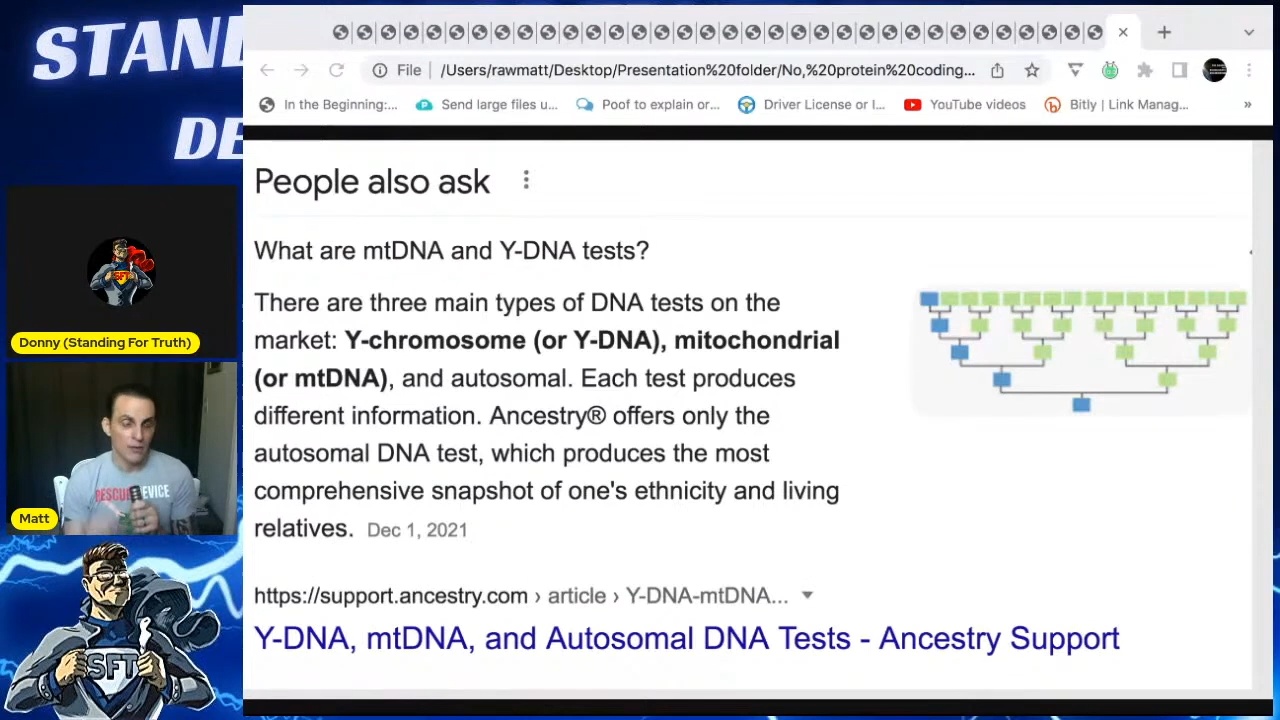 STAND
DE
File
/Users/rawmatt/Desktop/Presentation%20folder/No,%20protein%20coding...
In the Beginning:...
Send large files u...
Poof to explain or...
Driver License or I...
YouTube videos
Bitly | Link Manag...
»
People also ask
What are mtDNA and Y-DNA tests?
There are three main types of DNA tests on the
market: Y-chromosome (or Y-DNA), mitochondrial
(or mtDNA), and autosomal. Each test produces
different information. Ancestry® offers only the
autosomal DNA test, which produces the most
comprehensive snapshot of one's ethnicity and living
relatives. Dec 1, 2021
https://support.ancestry.com › article › Y-DNA-mtDNA...
Y-DNA, mtDNA, and Autosomal DNA Tests - Ancestry Support
SFT
Donny (Standing For Truth)
RESCUE DEVICE
Matt
SFT